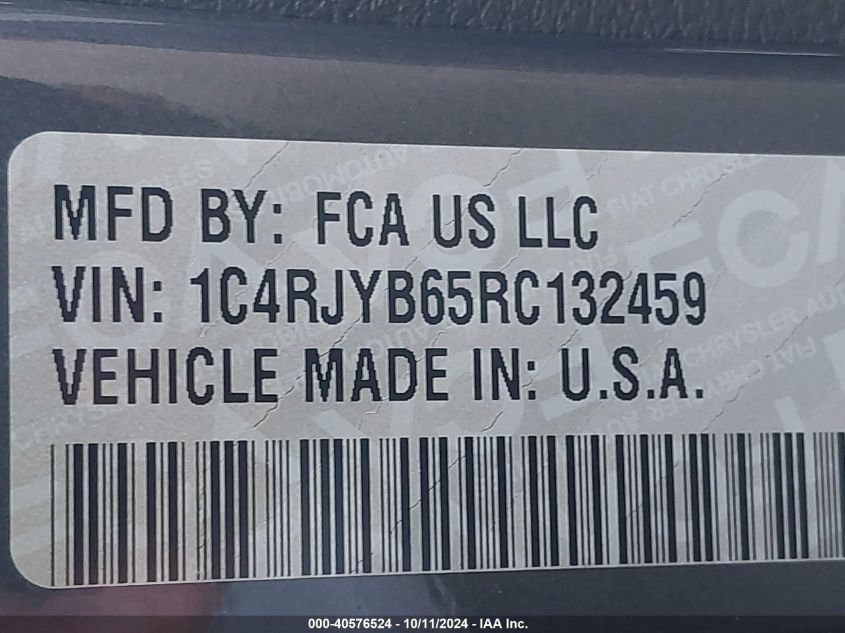 MFD BY: FCA US LLC
VIN: 1C4RJYB65RC132459
VEHICLE MADE IN: U.S.A.
000-40576524 - 10/11/2024 - IAA Inc.